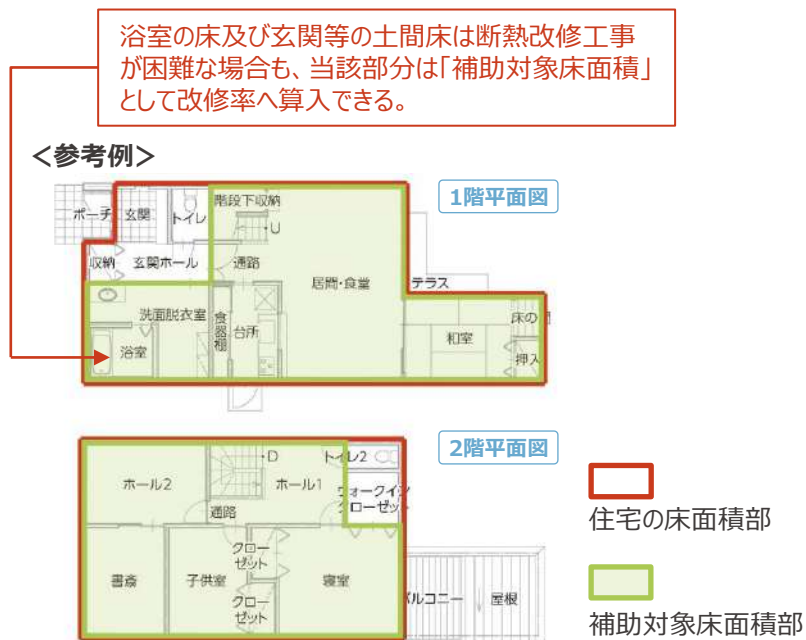 浴室の床及び玄関等の土間床は断熱改修工事
が困難な場合も、当該部分は「補助対象床面積」
として改修率へ算入できる。
＜参考例＞
1階平面図
階段下収納
ポーチ
玄関
トイレ
U
収納
玄関ホール
通路
居間・食堂
テラス
洗面脱衣室
食器棚
台所
和室
床の間
浴室
押入
2階平面図
D
トイレ2
ホール2
ホール1
ウォークイン
クローゼット
通路
クロー
ゼット
書斎
子供室
寝室
クロー
ゼット
バルコニー
屋根
住宅の床面積部
補助対象床面積部